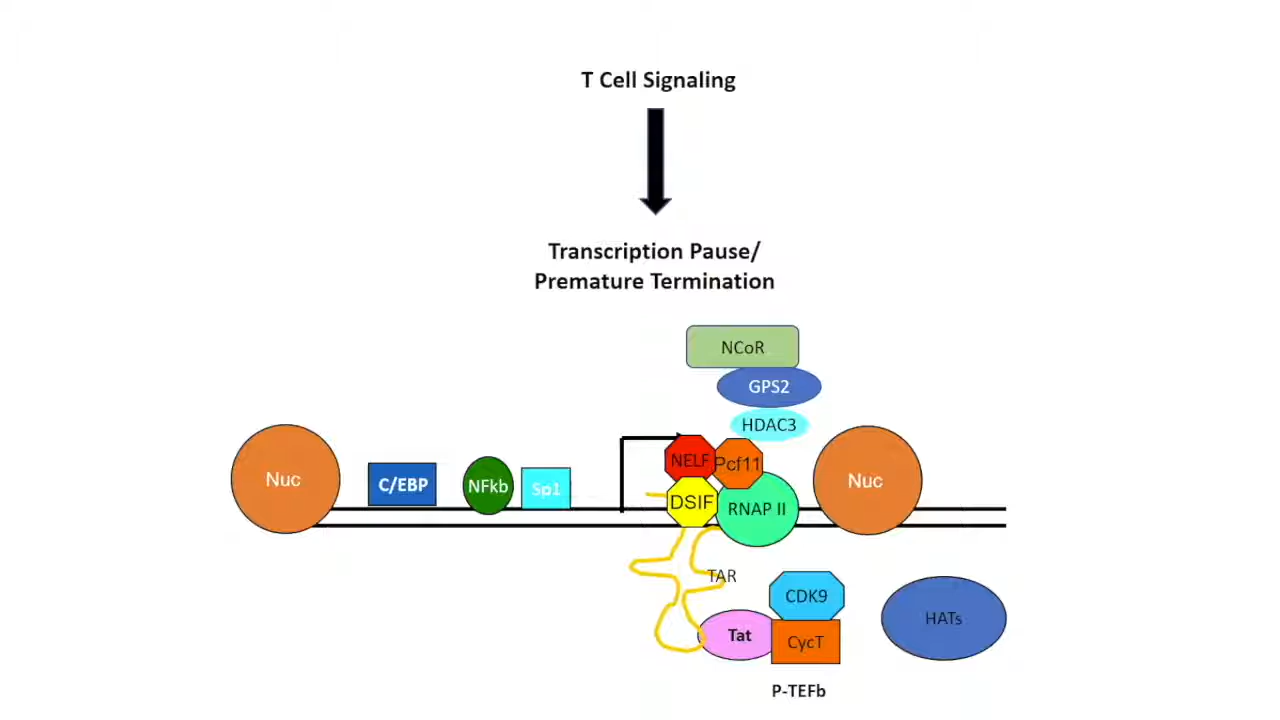 T Cell Signaling
Transcription Pause/
Premature Termination
NCoR
GPS2
HDAC3
NELF
Pcf11
Nuc
C/EBP
NFkb
Sp1
DSIF
RNAP II
Nuc
TAR
CDK9
HATs
Tat
CycT
P-TEFb